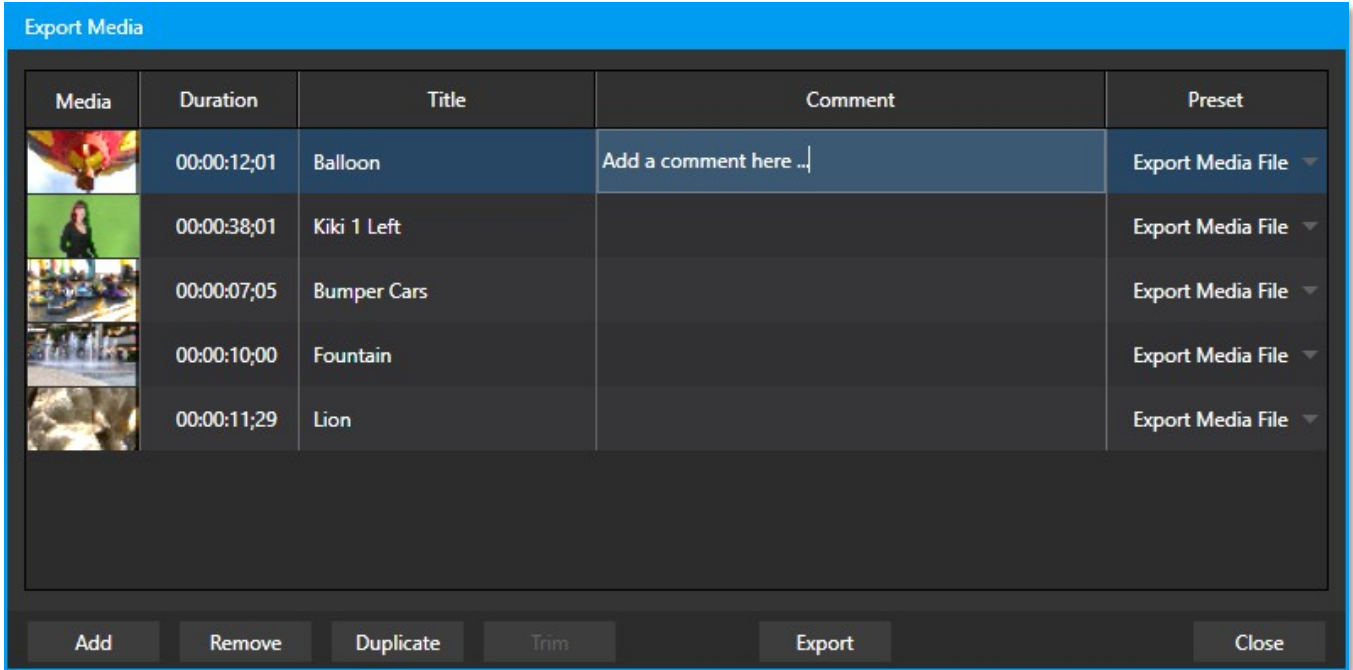 Export Media
Media Duration Title Comment Preset
00:00:12;01 Balloon Add a comment here ... Export Media File
00:00:38;01 Kiki 1 Left Export Media File
00:00:07;05 Bumper Cars Export Media File
00:00:10;00 Fountain Export Media File
00:00:11;29 Lion Export Media File
Add Remove Duplicate Trim Export Close